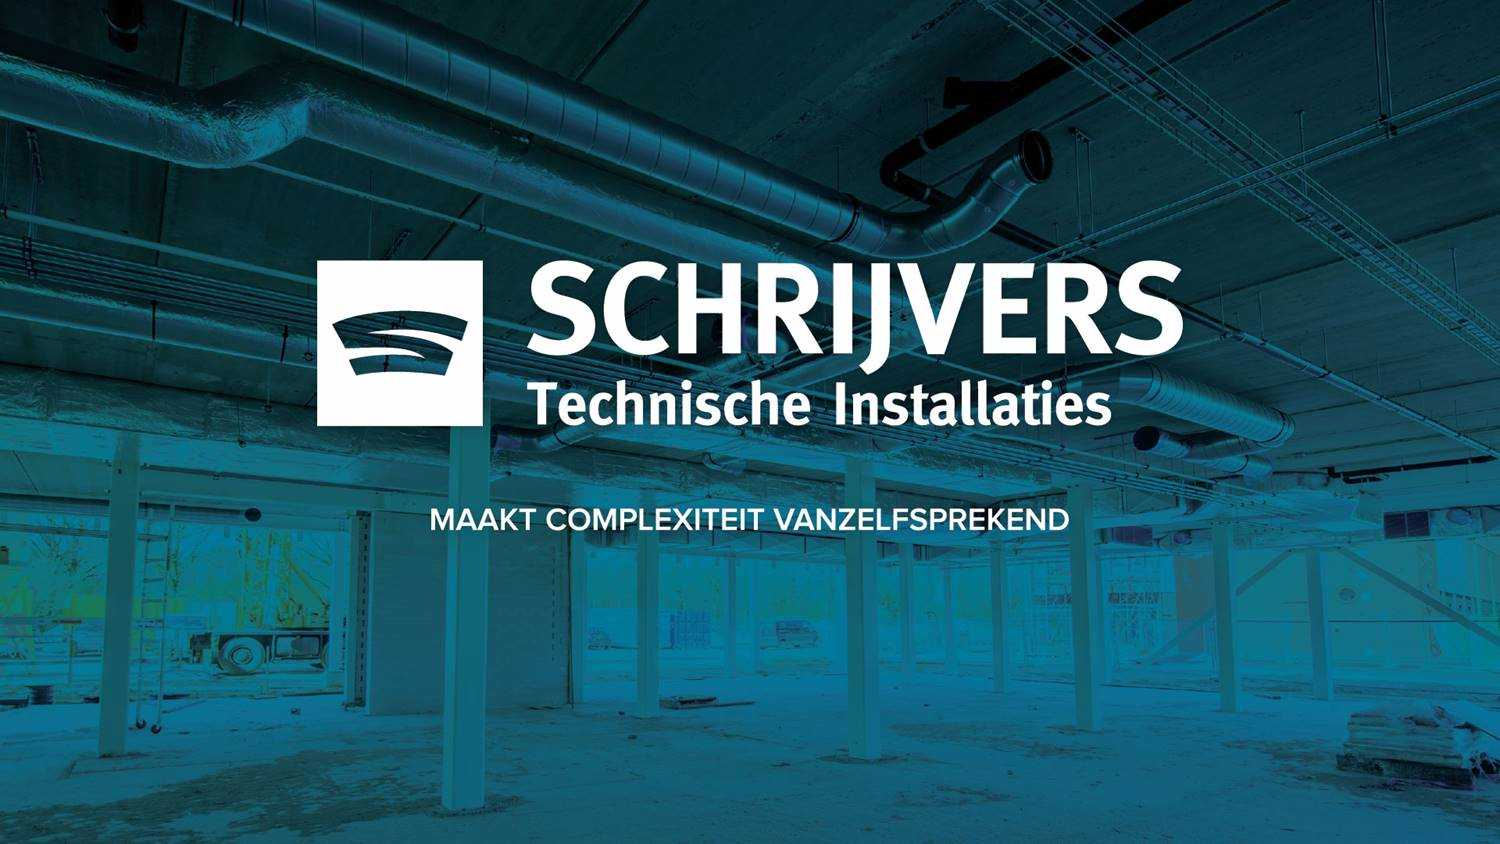 SCHRIJVERS
Technische Installaties
MAAKT COMPLEXITEIT VANZELFSPREKEND